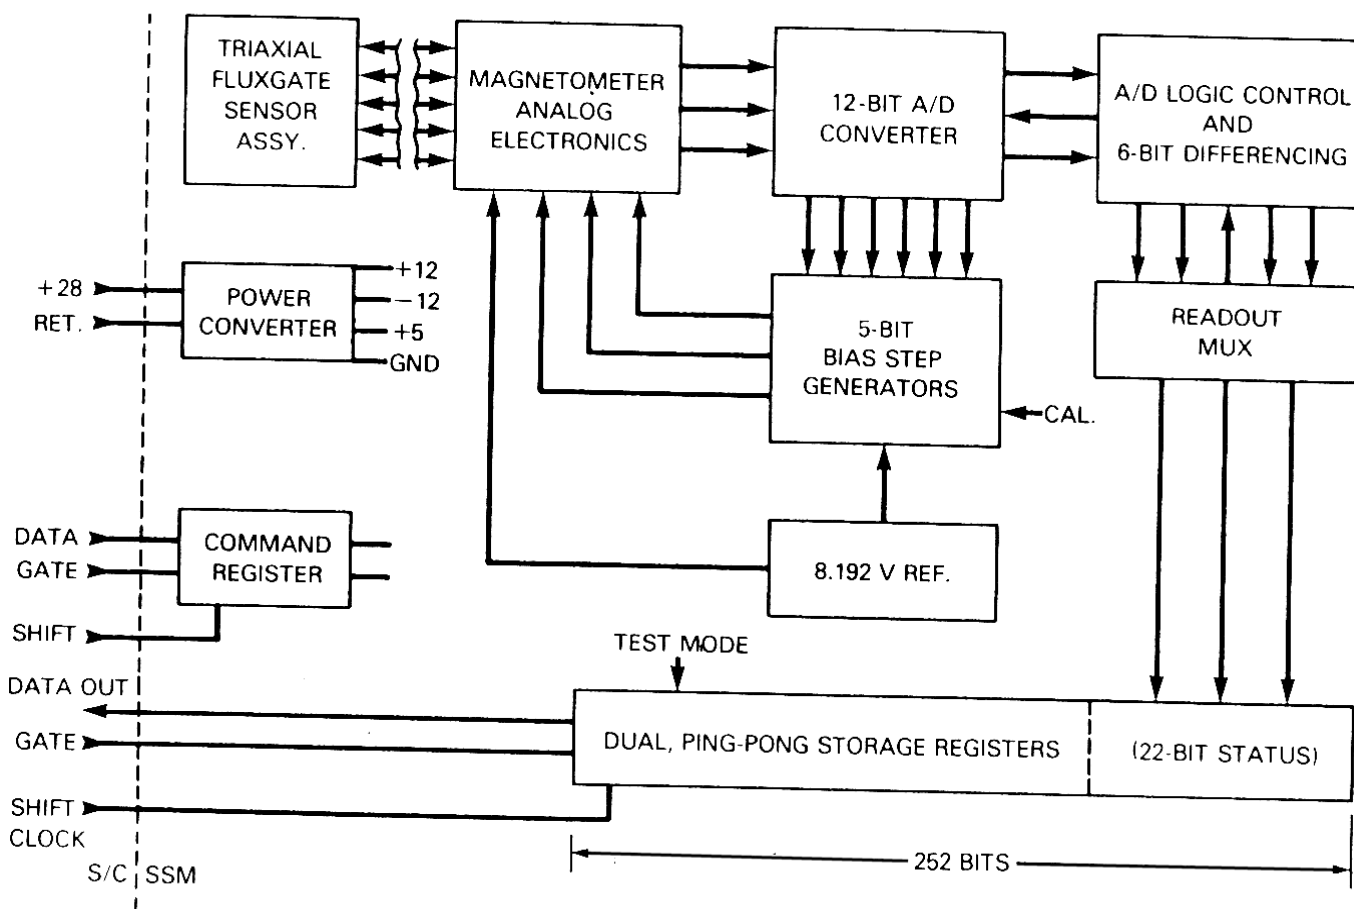 TRIAXIAL
FLUXGATE
SENSOR
ASSY.
MAGNETOMETER
ANALOG
ELECTRONICS
12-BIT A/D
CONVERTER
A/D LOGIC CONTROL
AND
6-BIT DIFFERENCING
+28
RET.
POWER
CONVERTER
+12
−12
+5
GND
5-BIT
BIAS STEP
GENERATORS
CAL.
READOUT
MUX
DATA
GATE
SHIFT
COMMAND
REGISTER
8.192 V REF.
TEST MODE
DATA OUT
GATE
SHIFT
CLOCK
DUAL, PING-PONG STORAGE REGISTERS
(22-BIT STATUS)
252 BITS
S/C
SSM